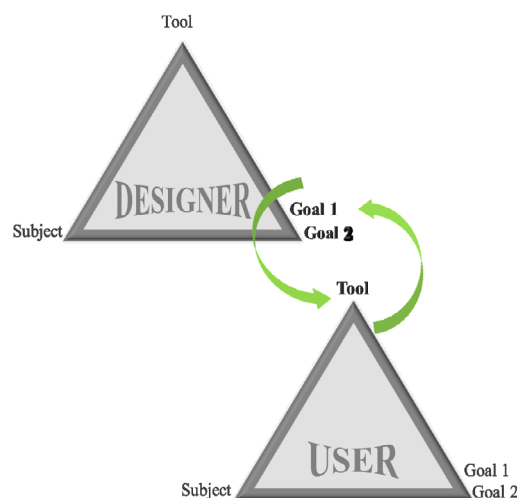 Tool
DESIGNER
Goal 1
Subject
Goal 2
Tool
USER
Goal 1
Subject
Goal 2